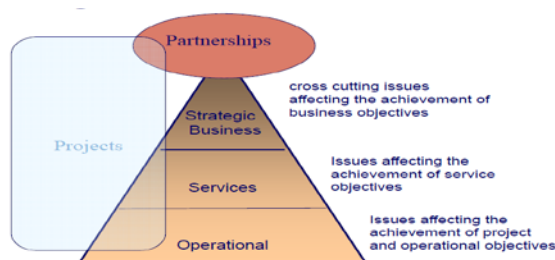 Partnerships
cross cutting issues
affecting the achievement of
business objectives
Strategic
Business
Projects
Issues affecting the
achievement of service
objectives
Services
Issues affecting the
achievement of project
and operational objectives
Operational